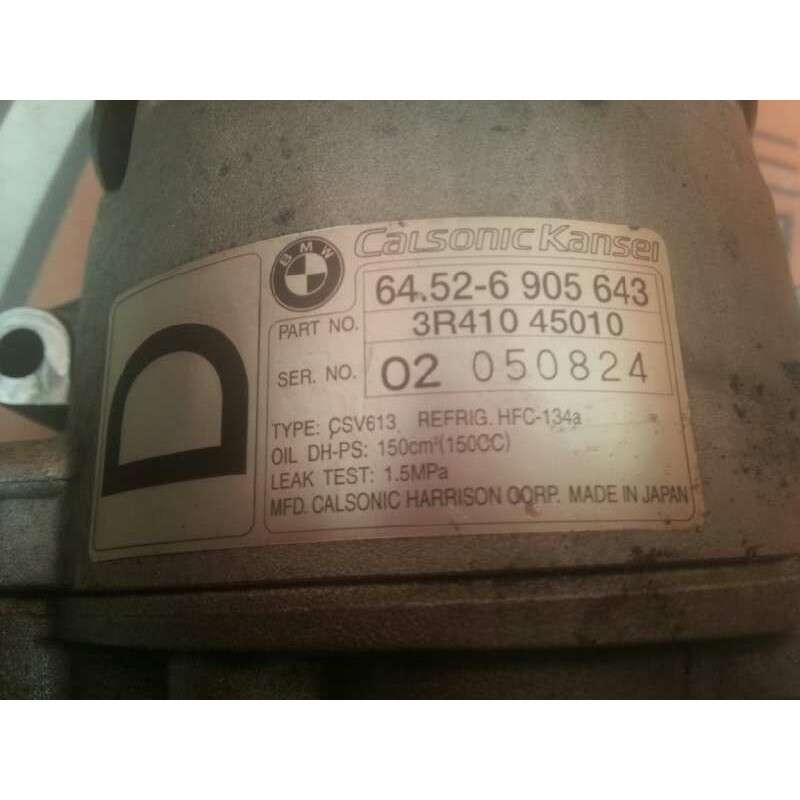 D
BMW
Calsonic Kansei
64.52-6 905 643
PART NO. 3R410 45010
SER. NO. 02 050824
TYPE: CSV613 REFRIG. HFC-134a
OIL DH-PS: 150cm³(150CC)
LEAK TEST: 1.5MPa
MFD. CALSONIC HARRISON CORP. MADE IN JAPAN